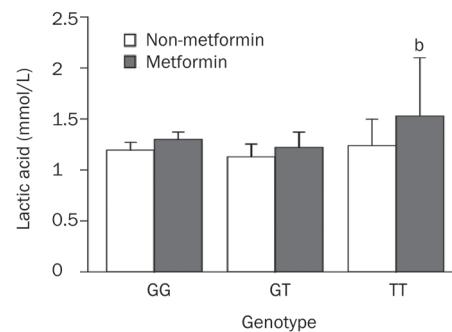 2.5
2
1.5
1
0.5
0
Lactic acid (mmol/L)
Non-metformin
Metformin
b
GG GT TT
Genotype